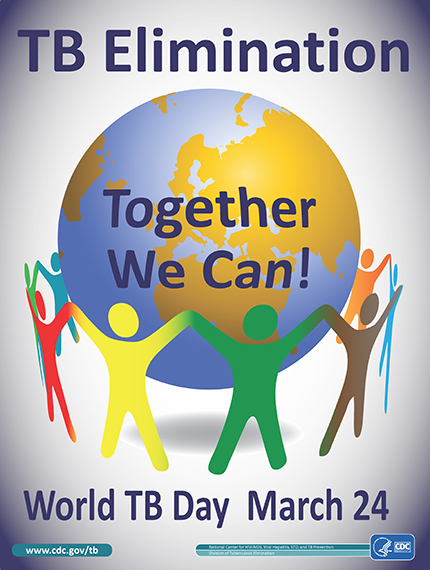 TB Elimination
Together
We Can!
World TB Day March 24
www.cdc.gov/tb
National Center for HIV/AIDS, Viral Hepatitis, STD, and TB Prevention
Division of Tuberculosis Elimination
CDC